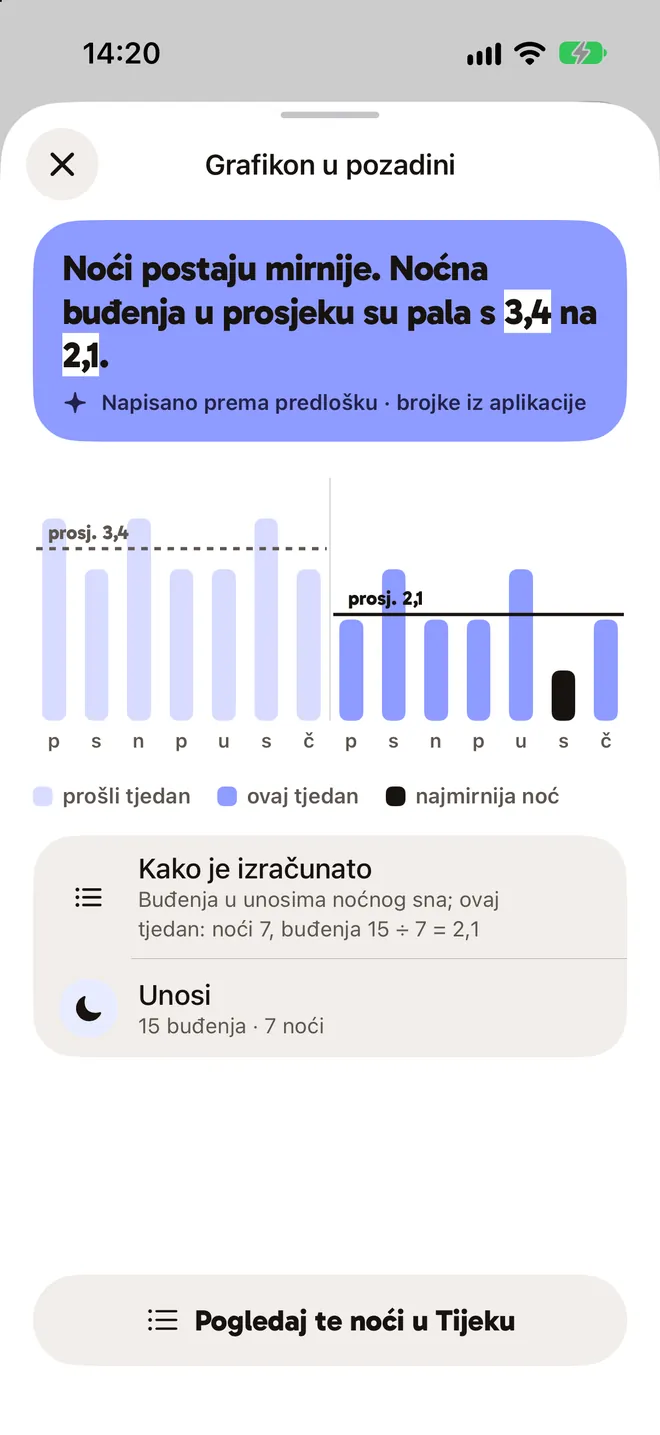 14:20
Grafikon u pozadini
Noći postaju mirnije. Noćna
buđenja u prosjeku su pala s 3,4 na
2,1.
Napisano prema predlošku · brojke iz aplikacije
prosj. 3,4
prosj. 2,1
p s n p u s č p s n p u s č
prošli tjedan ovaj tjedan najmirnija noć
Kako je izračunato
Buđenja u unosima noćnog sna; ovaj
tjedan: noći 7, buđenja 15 ÷ 7 = 2,1
Unosi
15 buđenja · 7 noći
Pogledaj te noći u Tijeku